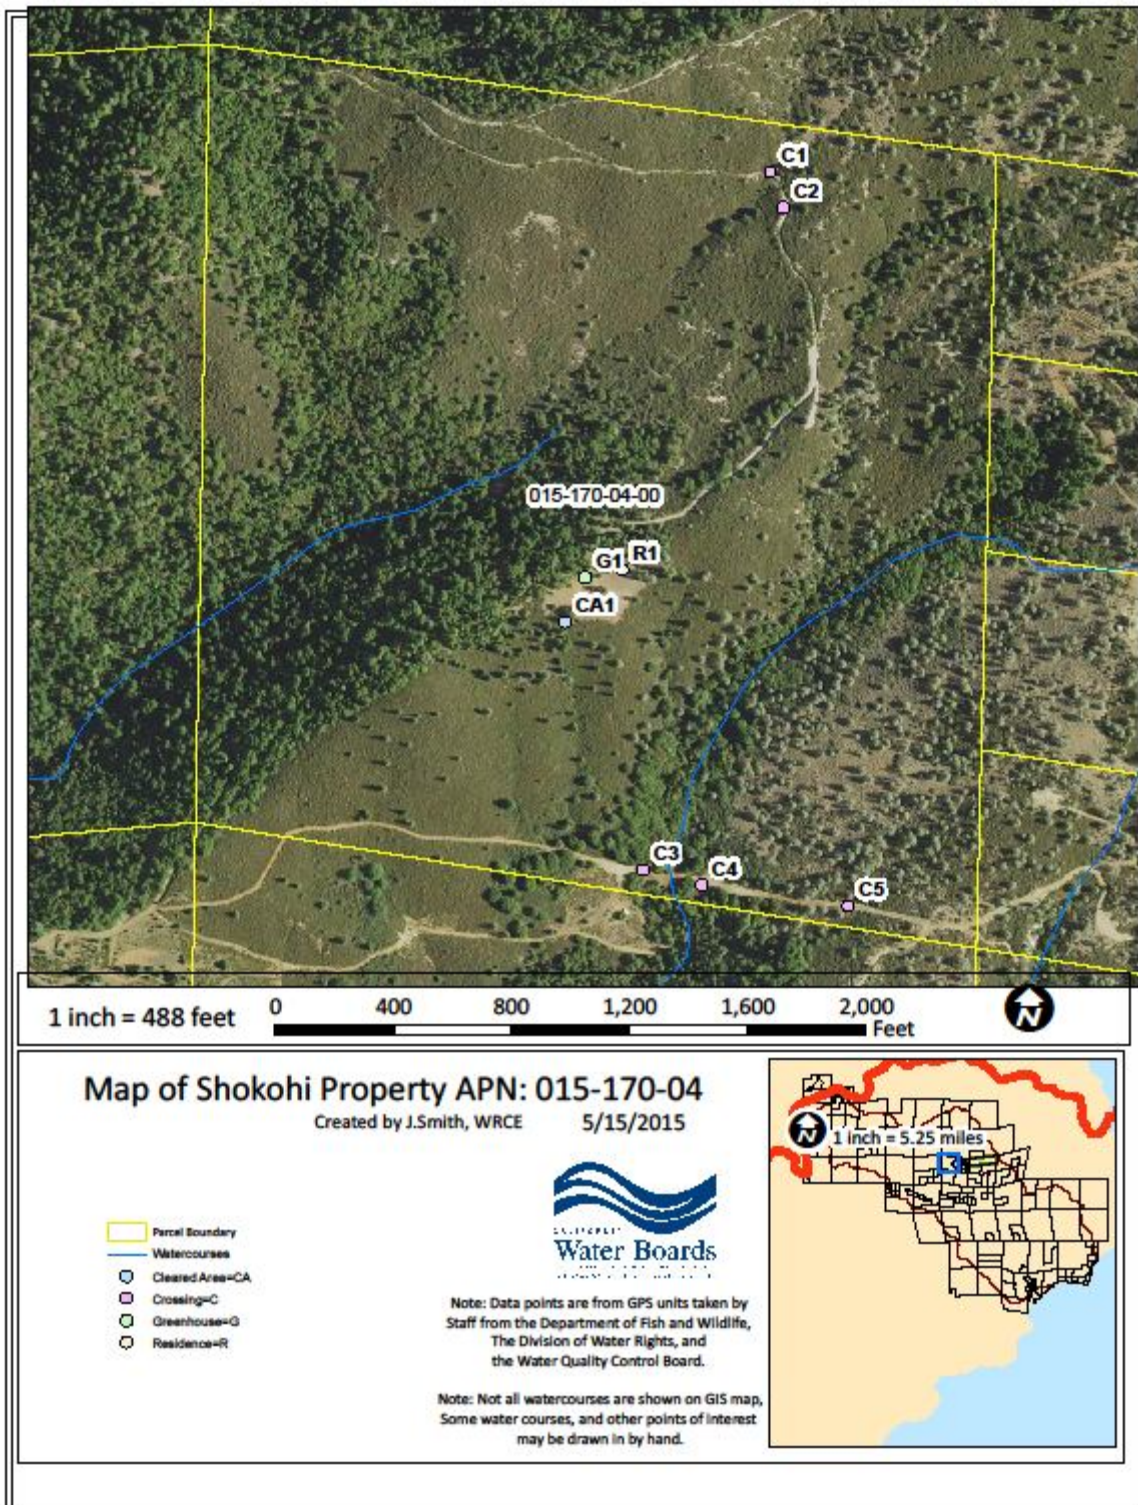 C1
C2
015-170-04-00
G1
R1
CA1
C3
C4
C5
1 inch = 488 feet
0 400 800 1,200 1,600 2,000
Feet
N
Map of Shokohi Property APN: 015-170-04
Created by J.Smith, WRCE 5/15/2015
N
1 inch = 5.25 miles
Parcel Boundary
Watercourses
Cleared Area=CA
Crossing=C
Greenhouse=G
Residence=R
Water Boards
Note: Data points are from GPS units taken by
Staff from the Department of Fish and Wildlife,
The Division of Water Rights, and
the Water Quality Control Board.
Note: Not all watercourses are shown on GIS map,
Some water courses, and other points of interest
may be drawn in by hand.